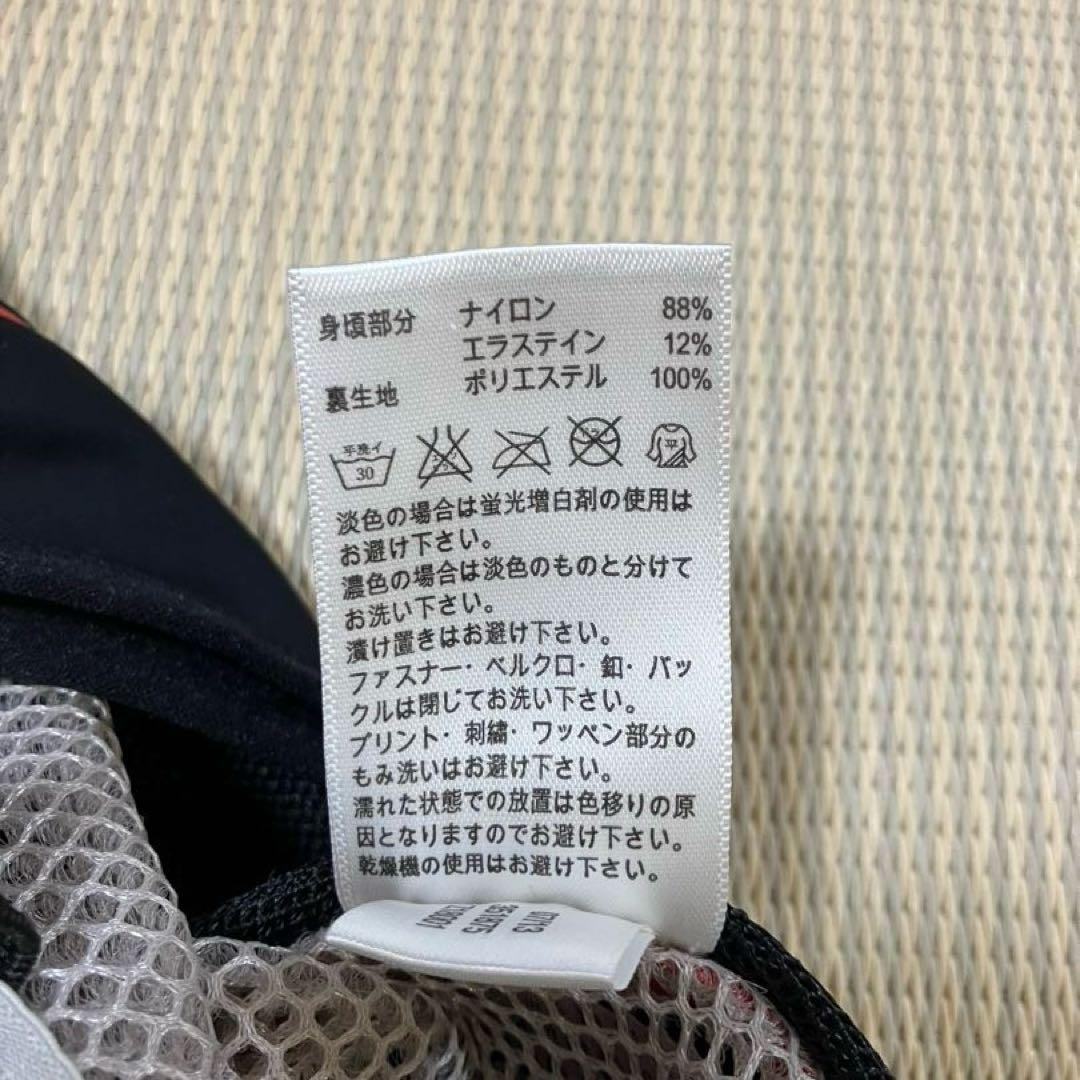 身頃部分 ナイロン 88%
エラステイン 12%
裏生地 ポリエステル 100%
手洗イ
30
平
淡色の場合は蛍光増白剤の使用は
お避け下さい。
濃色の場合は淡色のものと分けて
お洗い下さい。
漬け置きはお避け下さい。
ファスナー・ベルクロ・釦・バッ
クルは閉じてお洗い下さい。
プリント・刺繍・ワッペン部分の
もみ洗いはお避け下さい。
濡れた状態での放置は色移りの原
因となりますのでお避け下さい。
乾燥機の使用はお避け下さい。
07/13